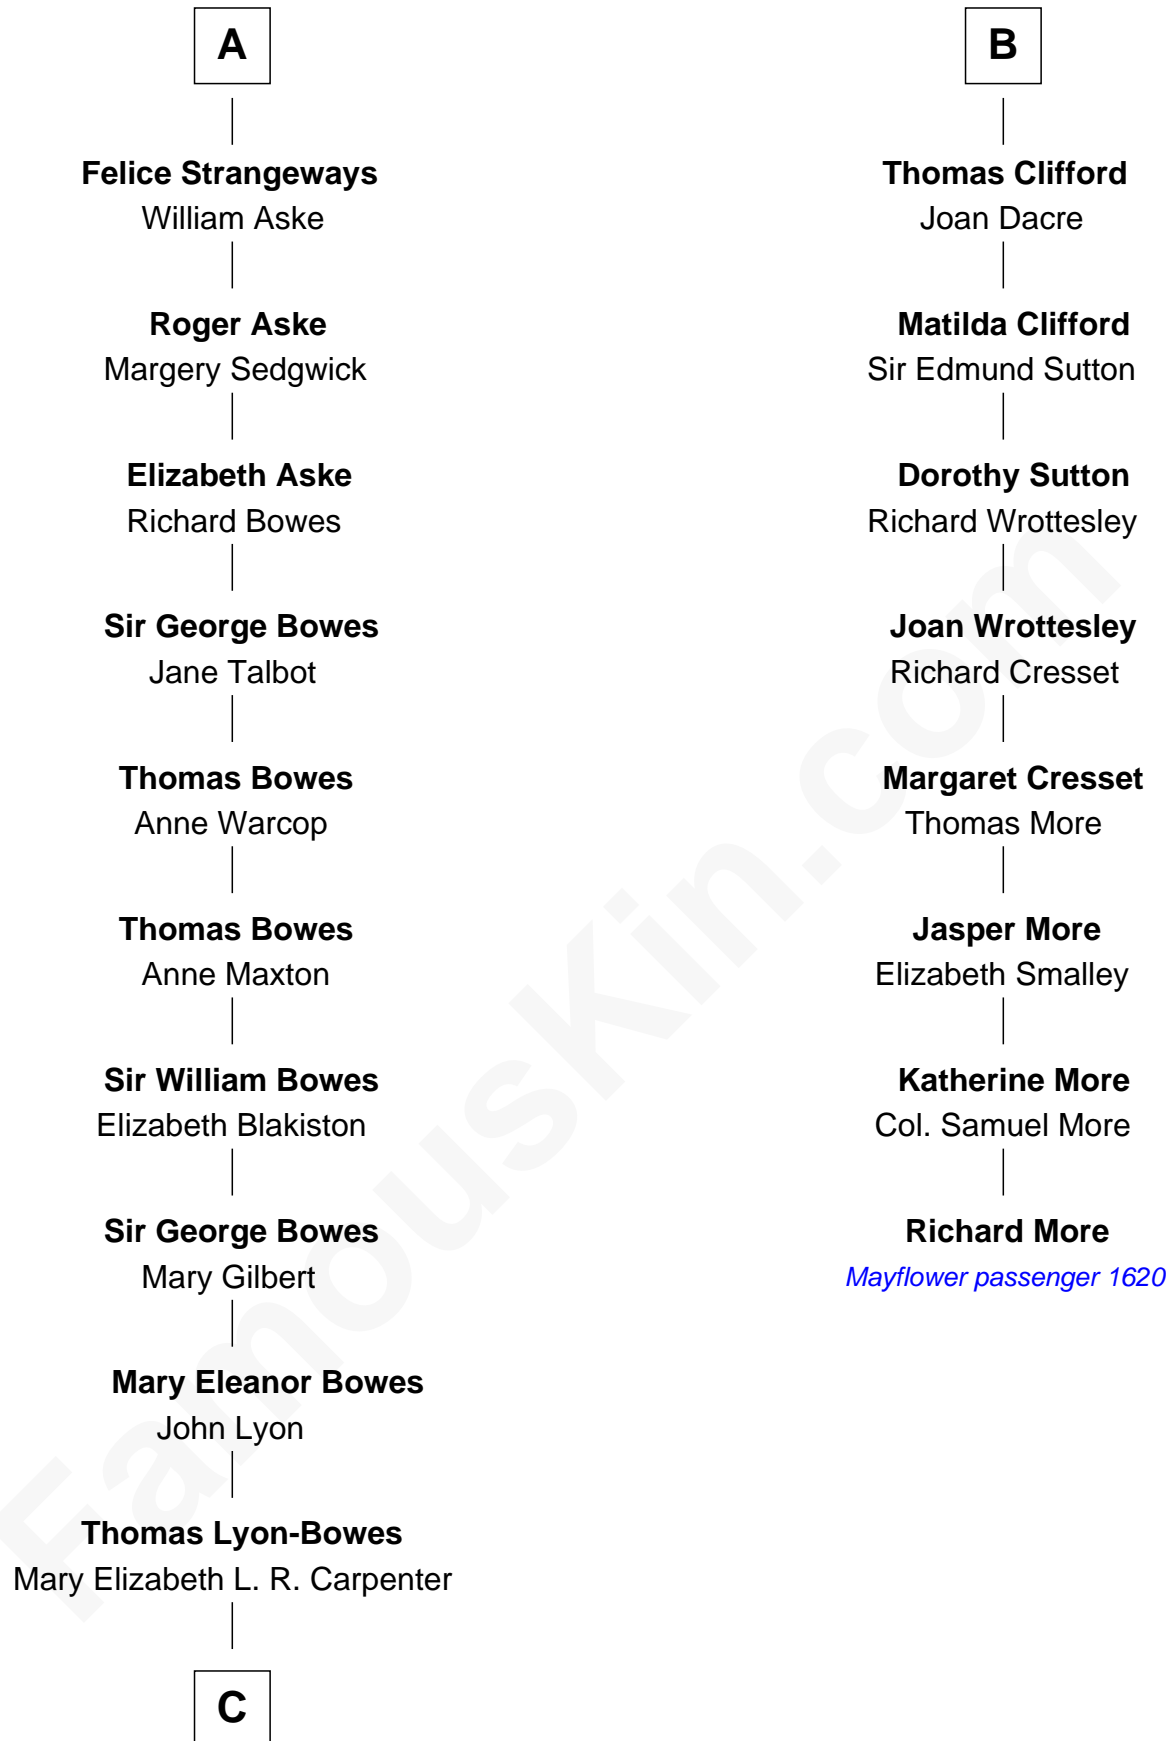 A
Felice Strangeways
William Aske
Roger Aske
Margery Sedgwick
Elizabeth Aske
Richard Bowes
Sir George Bowes
Jane Talbot
Thomas Bowes
Anne Warcop
Thomas Bowes
Anne Maxton
Sir William Bowes
Elizabeth Blakiston
Sir George Bowes
Mary Gilbert
Mary Eleanor Bowes
John Lyon
Thomas Lyon-Bowes
Mary Elizabeth L. R. Carpenter
C
B
Thomas Clifford
Joan Dacre
Matilda Clifford
Sir Edmund Sutton
Dorothy Sutton
Richard Wrottesley
Joan Wrottesley
Richard Cresset
Margaret Cresset
Thomas More
Jasper More
Elizabeth Smalley
Katherine More
Col. Samuel More
Richard More
Mayflower passenger 1620
FamousKin.com